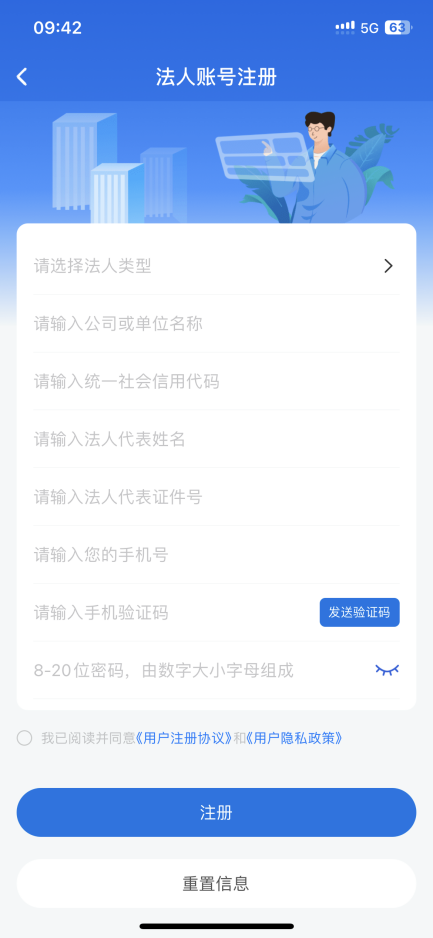 09:42
5G
63
法人账号注册
请选择法人类型
请输入公司或单位名称
请输入统一社会信用代码
请输入法人代表姓名
请输入法人代表证件号
请输入您的手机号
请输入手机验证码
发送验证码
8-20位密码，由数字大小字母组成
我已阅读并同意《用户注册协议》和《用户隐私政策》
注册
重置信息